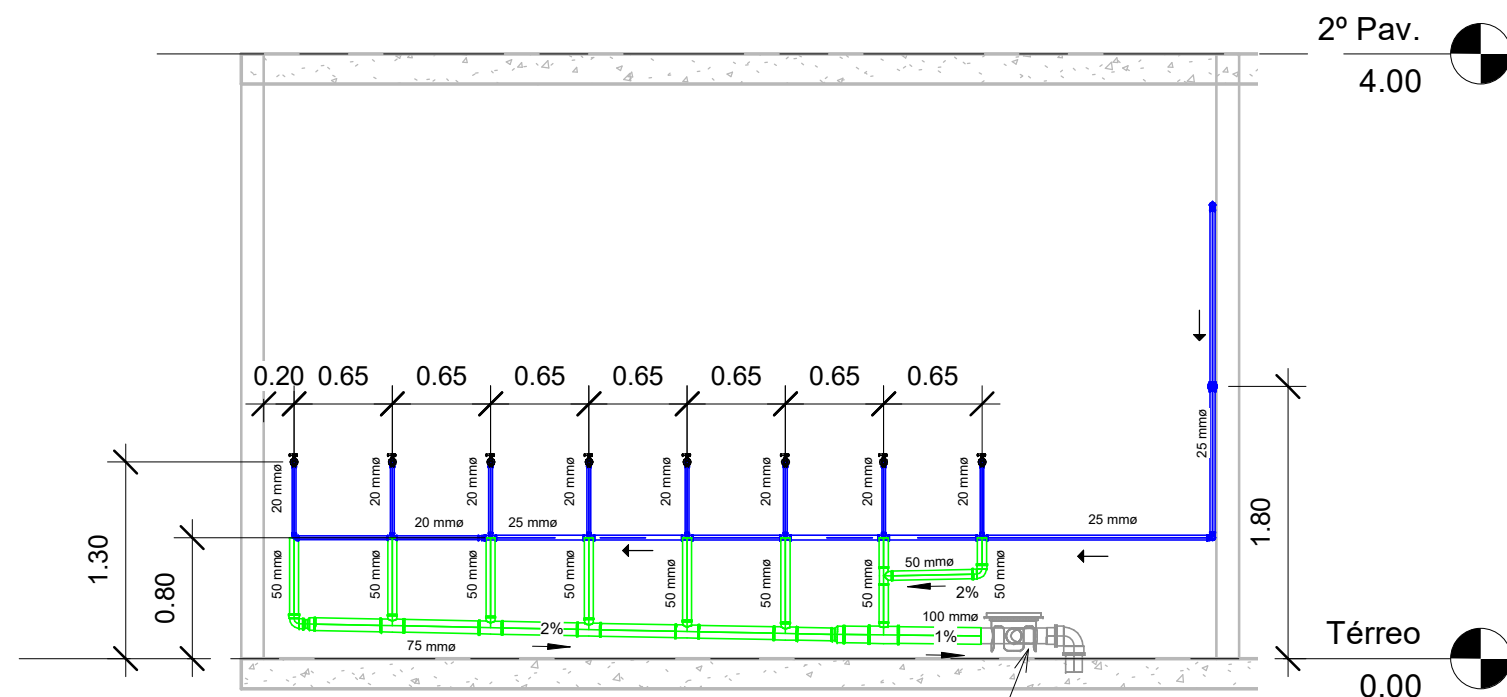 2º Pav.
4.00
0.20 0.65 0.65 0.65 0.65 0.65 0.65 0.65
25 mmø
20 mmø 20 mmø 20 mmø 20 mmø 20 mmø 20 mmø 20 mmø 20 mmø
1.80
20 mmø 25 mmø 25 mmø
1.30
0.80
50 mmø 50 mmø 50 mmø 50 mmø 50 mmø 50 mmø 50 mmø 50 mmø 50 mmø
2%
100 mmø
2% 1%
75 mmø
Térreo
0.00